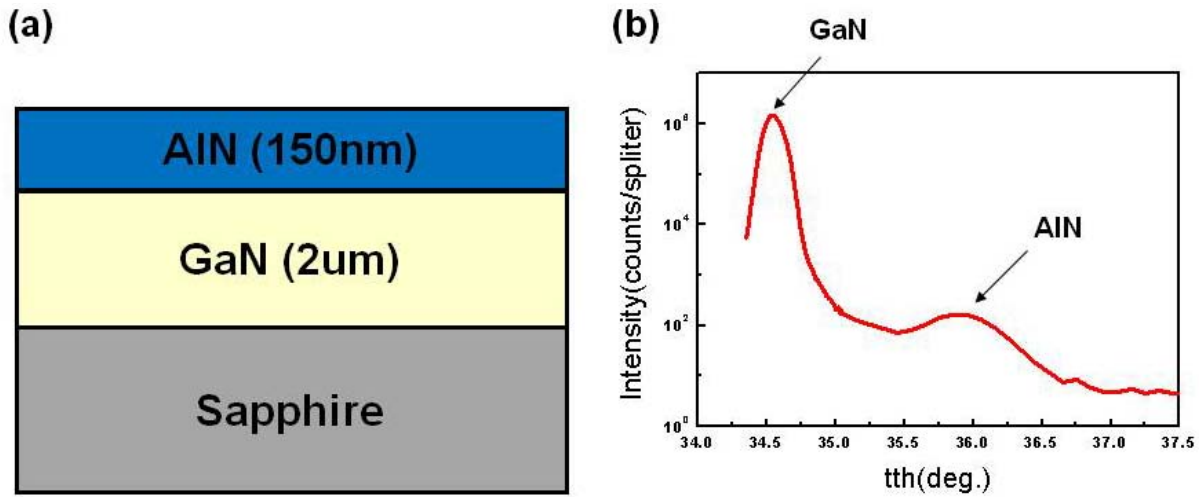 (a)
AlN (150nm)
GaN (2um)
Sapphire
(b)
GaN
AlN
Intensity(counts/spliter)
10⁶
10⁴
10²
10⁰
34.0 34.5 35.0 35.5 36.0 36.5 37.0 37.5
tth(deg.)